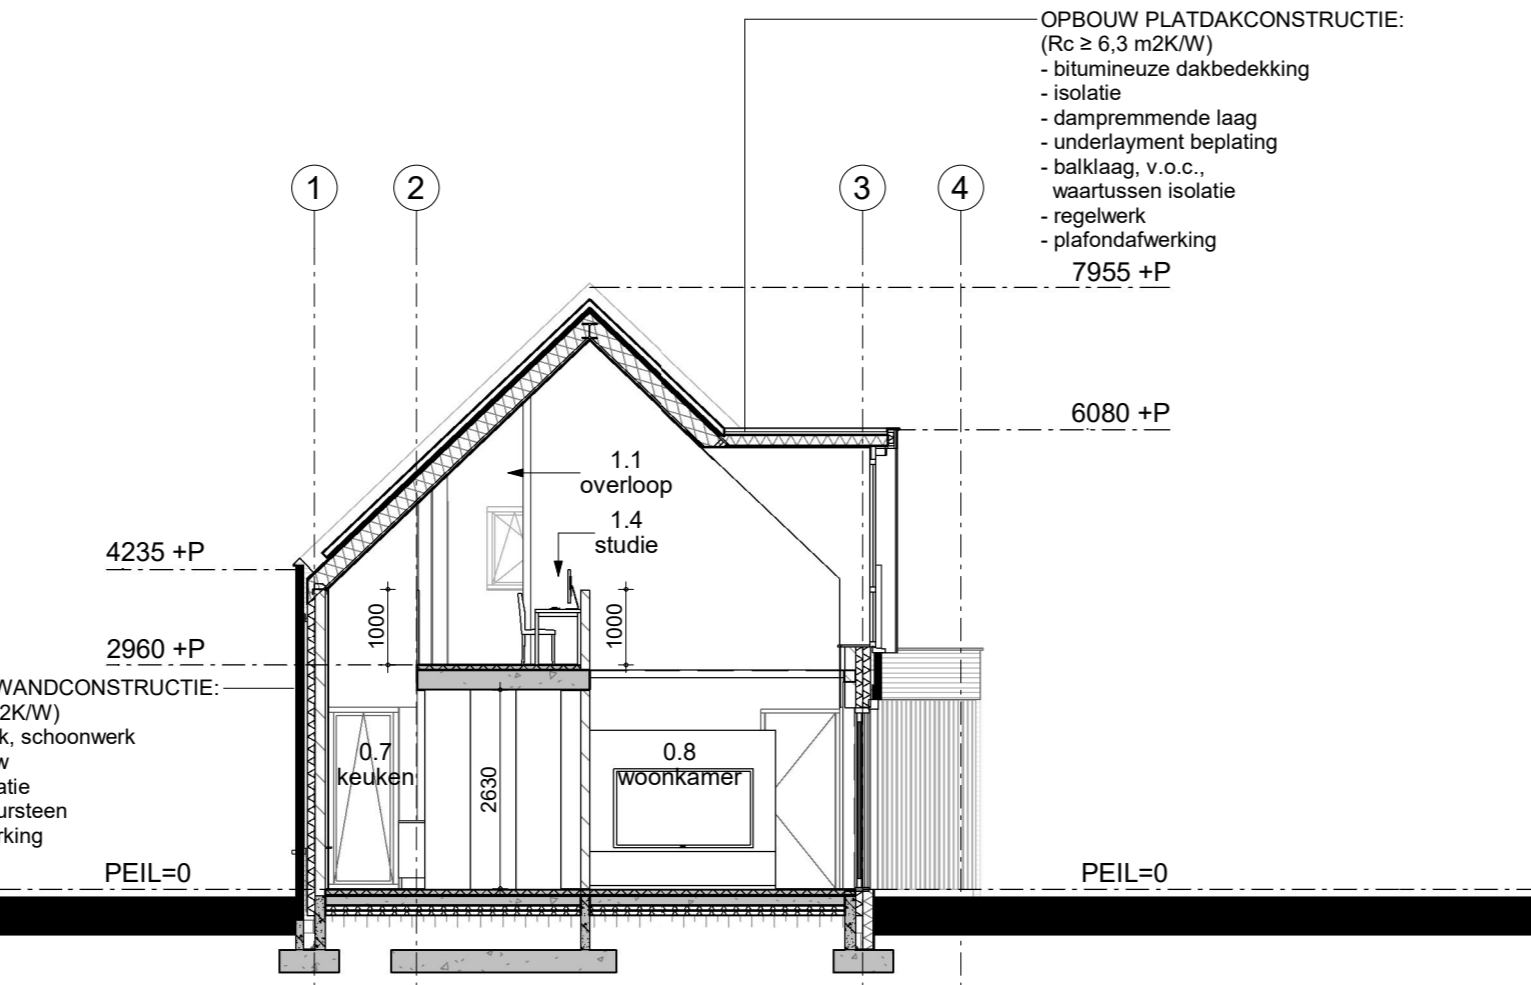 OPBOUW PLATDAKCONSTRUCTIE:
(Rc ≥ 6,3 m2K/W)
- bitumineuze dakbedekking
- isolatie
- dampremmende laag
- underlayment beplating
- balklaag, v.o.c.,
waartussen isolatie
- regelwerk
- plafondafwerking
1
2
3
4
7955 +P
6080 +P
1.1
overloop
1.4
studie
4235 +P
1000
1000
2960 +P
WANDCONSTRUCTIE:
2K/W)
k, schoonwerk
w
atie
ursteen
rking
0.7
keuken
2630
0.8
woonkamer
PEIL=0
PEIL=0